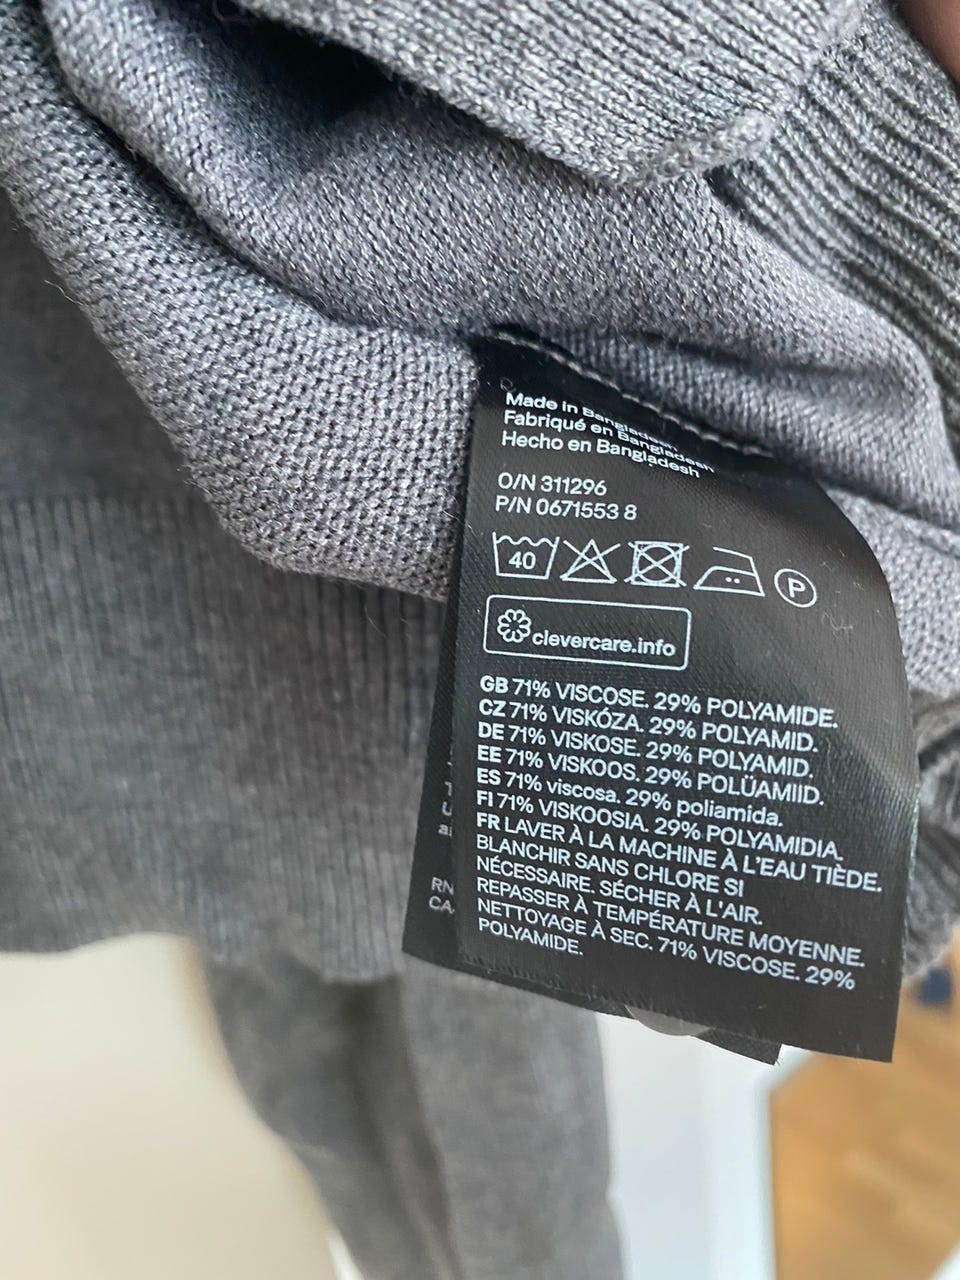 Made in Bangladesh
Fabriqué en Bangladesh
Hecho en Bangladesh
O/N 311296
P/N 0671553 8
40
P
clevercare.info
GB 71% VISCOSE. 29% POLYAMIDE.
CZ 71% VISKÓZA. 29% POLYAMID.
DE 71% VISKOSE. 29% POLYAMID.
EE 71% VISKOOS. 29% POLÜAMIID.
ES 71% viscosa. 29% poliamida.
FI 71% VISKOOSIA. 29% POLYAMIDIA.
FR LAVER À LA MACHINE À L'EAU TIÈDE.
BLANCHIR SANS CHLORE SI
NÉCESSAIRE. SÉCHER À L'AIR.
REPASSER À TEMPÉRATURE MOYENNE.
NETTOYAGE À SEC. 71% VISCOSE. 29%
POLYAMIDE.
RN
CA